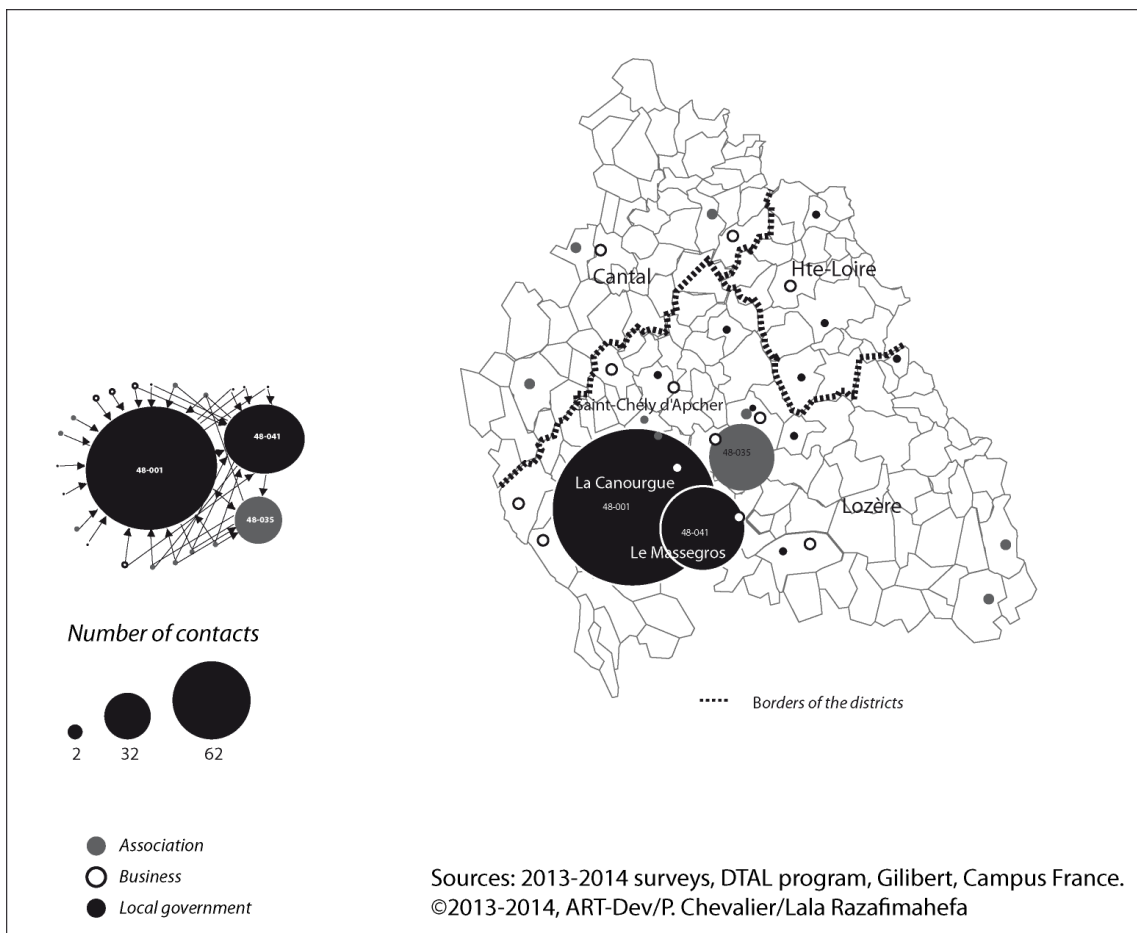 Hte-Loire
Cantal
Saint-Chély d'Apcher
48-041
48-001
48-035
48-035
La Canourgue
48-001
Lozère
48-041
Le Massegros
Number of contacts
2 32 62
Borders of the districts
Association
Business
Local government
Sources: 2013-2014 surveys, DTAL program, Gilibert, Campus France.
©2013-2014, ART-Dev/P. Chevalier/Lala Razafimahefa